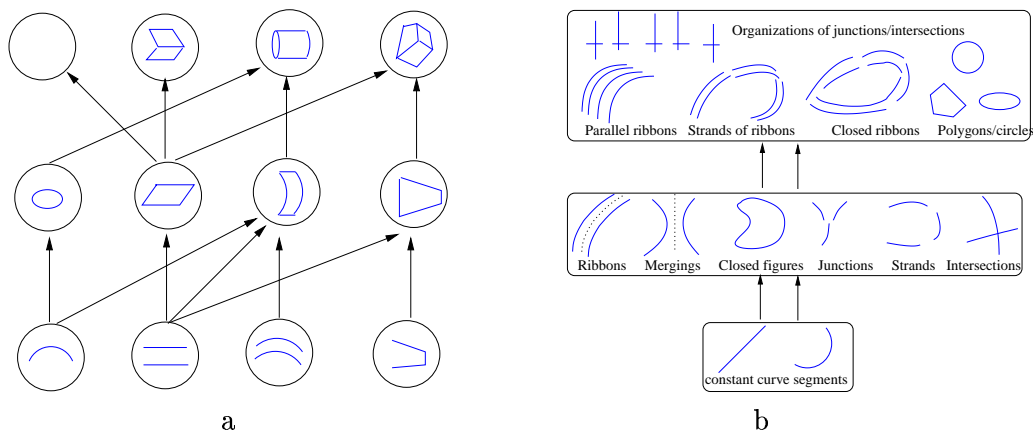 Organizations of junctions/intersections
Parallel ribbons Strands of ribbons Closed ribbons Polygons/circles
Ribbons Mergings Closed figures Junctions Strands Intersections
constant curve segments
a b